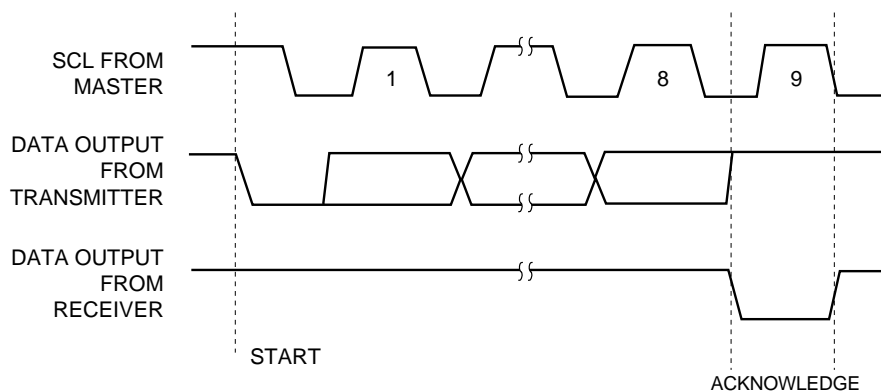 SCL FROM
MASTER
1
8
9
DATA OUTPUT
FROM
TRANSMITTER
DATA OUTPUT
FROM
RECEIVER
START
ACKNOWLEDGE